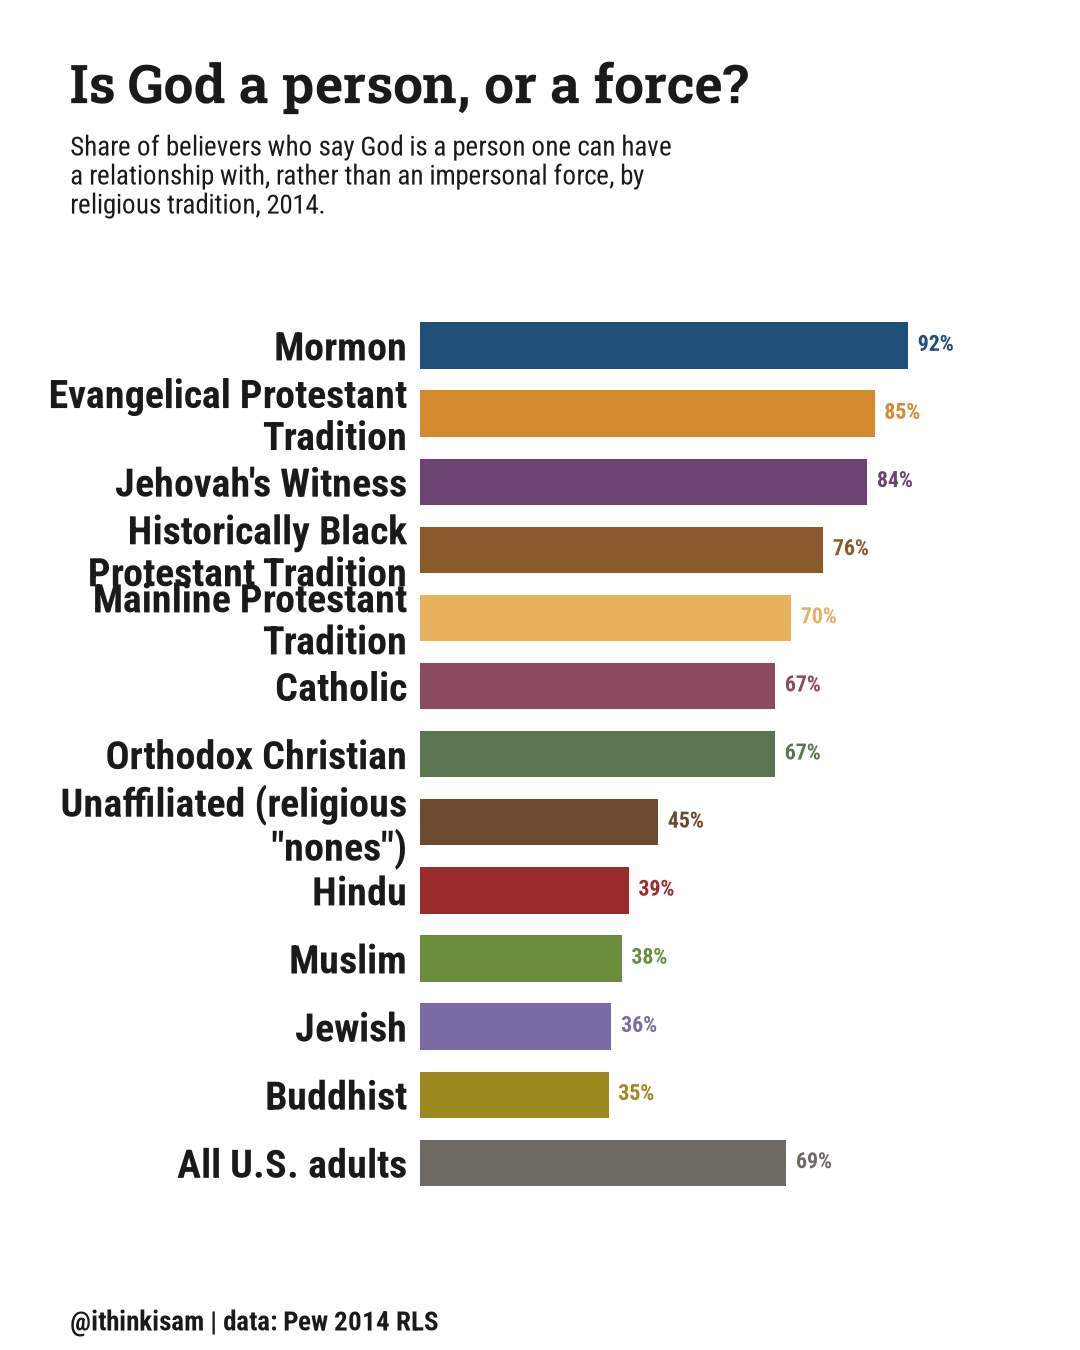 Is God a person, or a force?
Share of believers who say God is a person one can have
a relationship with, rather than an impersonal force, by
religious tradition, 2014.
Mormon
92%
Evangelical Protestant
Tradition
85%
Jehovah's Witness
84%
Historically Black
Protestant Tradition
76%
Mainline Protestant
Tradition
70%
Catholic
67%
Orthodox Christian
67%
Unaffiliated (religious
"nones")
45%
Hindu
39%
Muslim
38%
Jewish
36%
Buddhist
35%
All U.S. adults
69%
@ithinkisam | data: Pew 2014 RLS